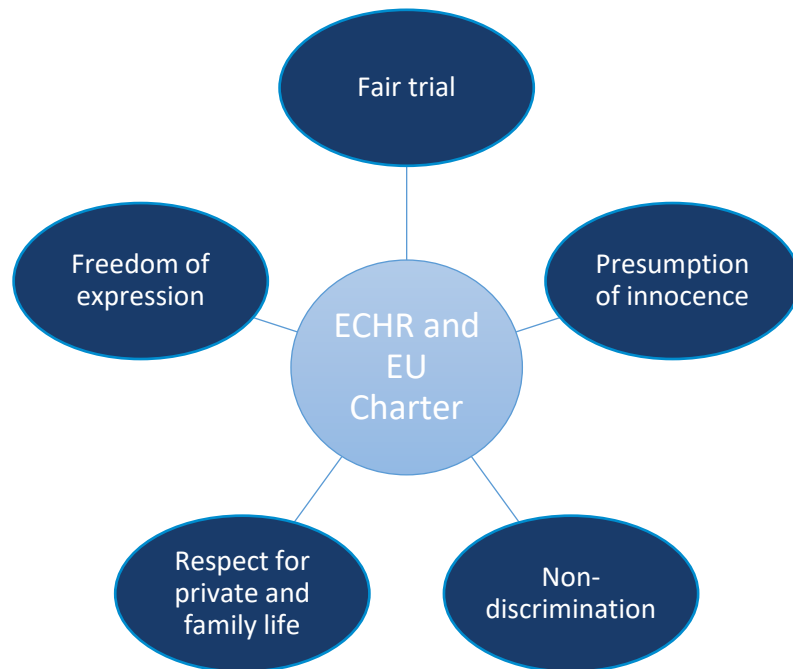 Fair trial
Freedom of
expression
Presumption
of innocence
ECHR and
EU
Charter
Respect for
private and
family life
Non-
discrimination